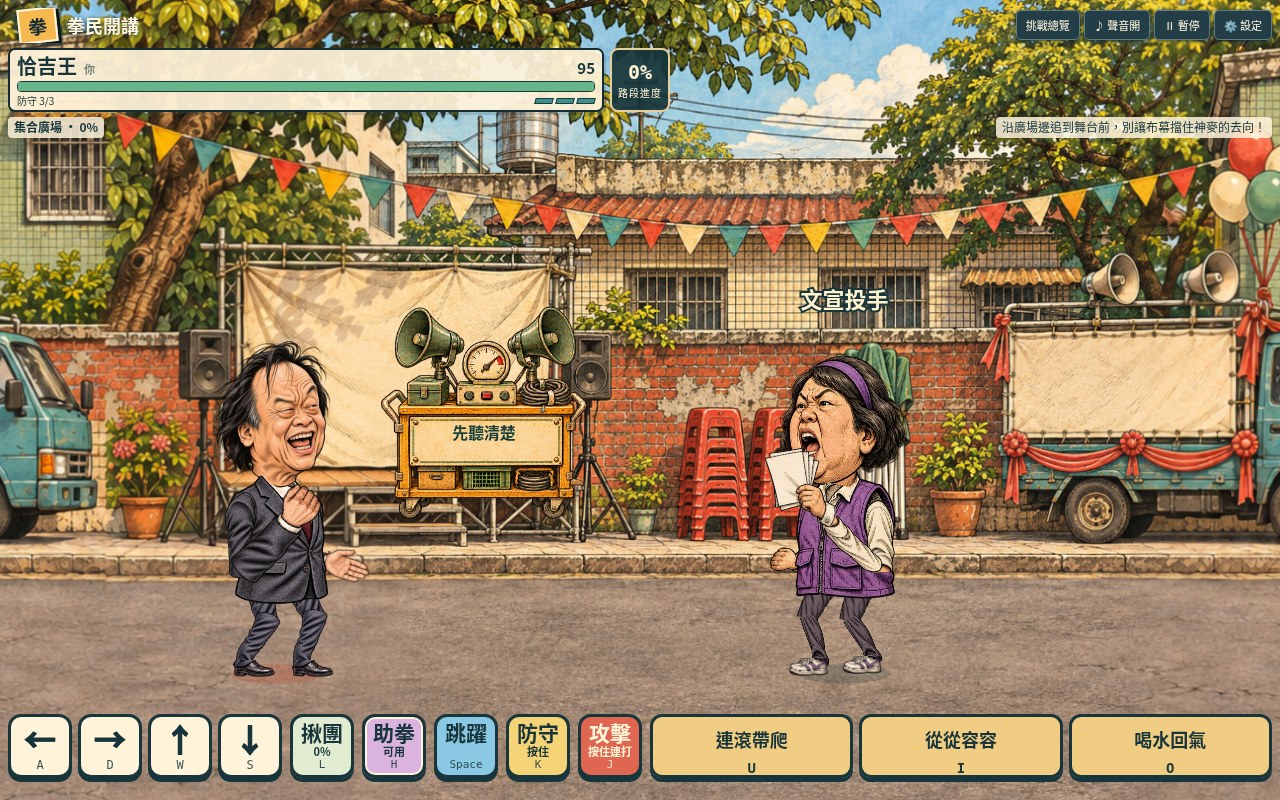 拳 拳民開講
挑戰總覽 ♪ 聲音開 II 暫停 ⚙️ 設定
恰吉王 你 95
防守 3/3
0%
路段進度
集合廣場 · 0%
沿廣場邊追到舞台前，別讓布幕擋住神麥的去向！
文宣投手
先聽清楚
← A
→ D
↑ W
↓ S
揪團 0% L
助拳 可用 H
跳躍 Space
防守 按住 K
攻擊 按住連打 J
連滾帶爬 U
從從容容 I
喝水回氣 O